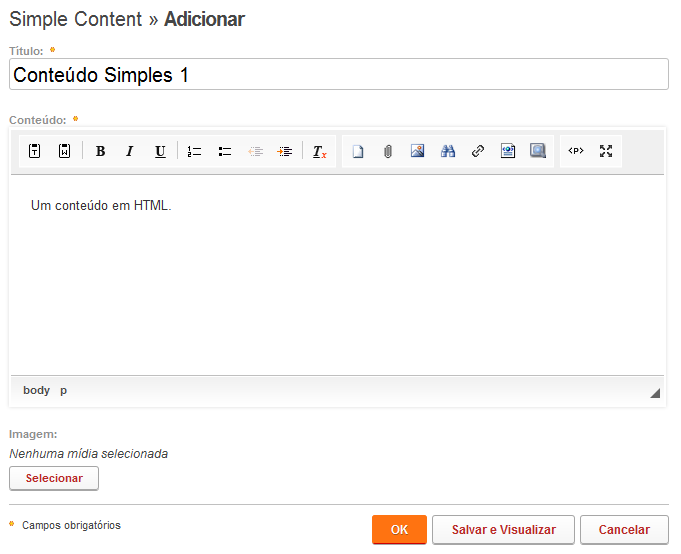 Simple Content » Adicionar
Título: *
Conteúdo Simples 1
Conteúdo: *
B I U Tx <P>
Um conteúdo em HTML.
body p
Imagem:
Nenhuma mídia selecionada
Selecionar
* Campos obrigatórios
OK Salvar e Visualizar Cancelar